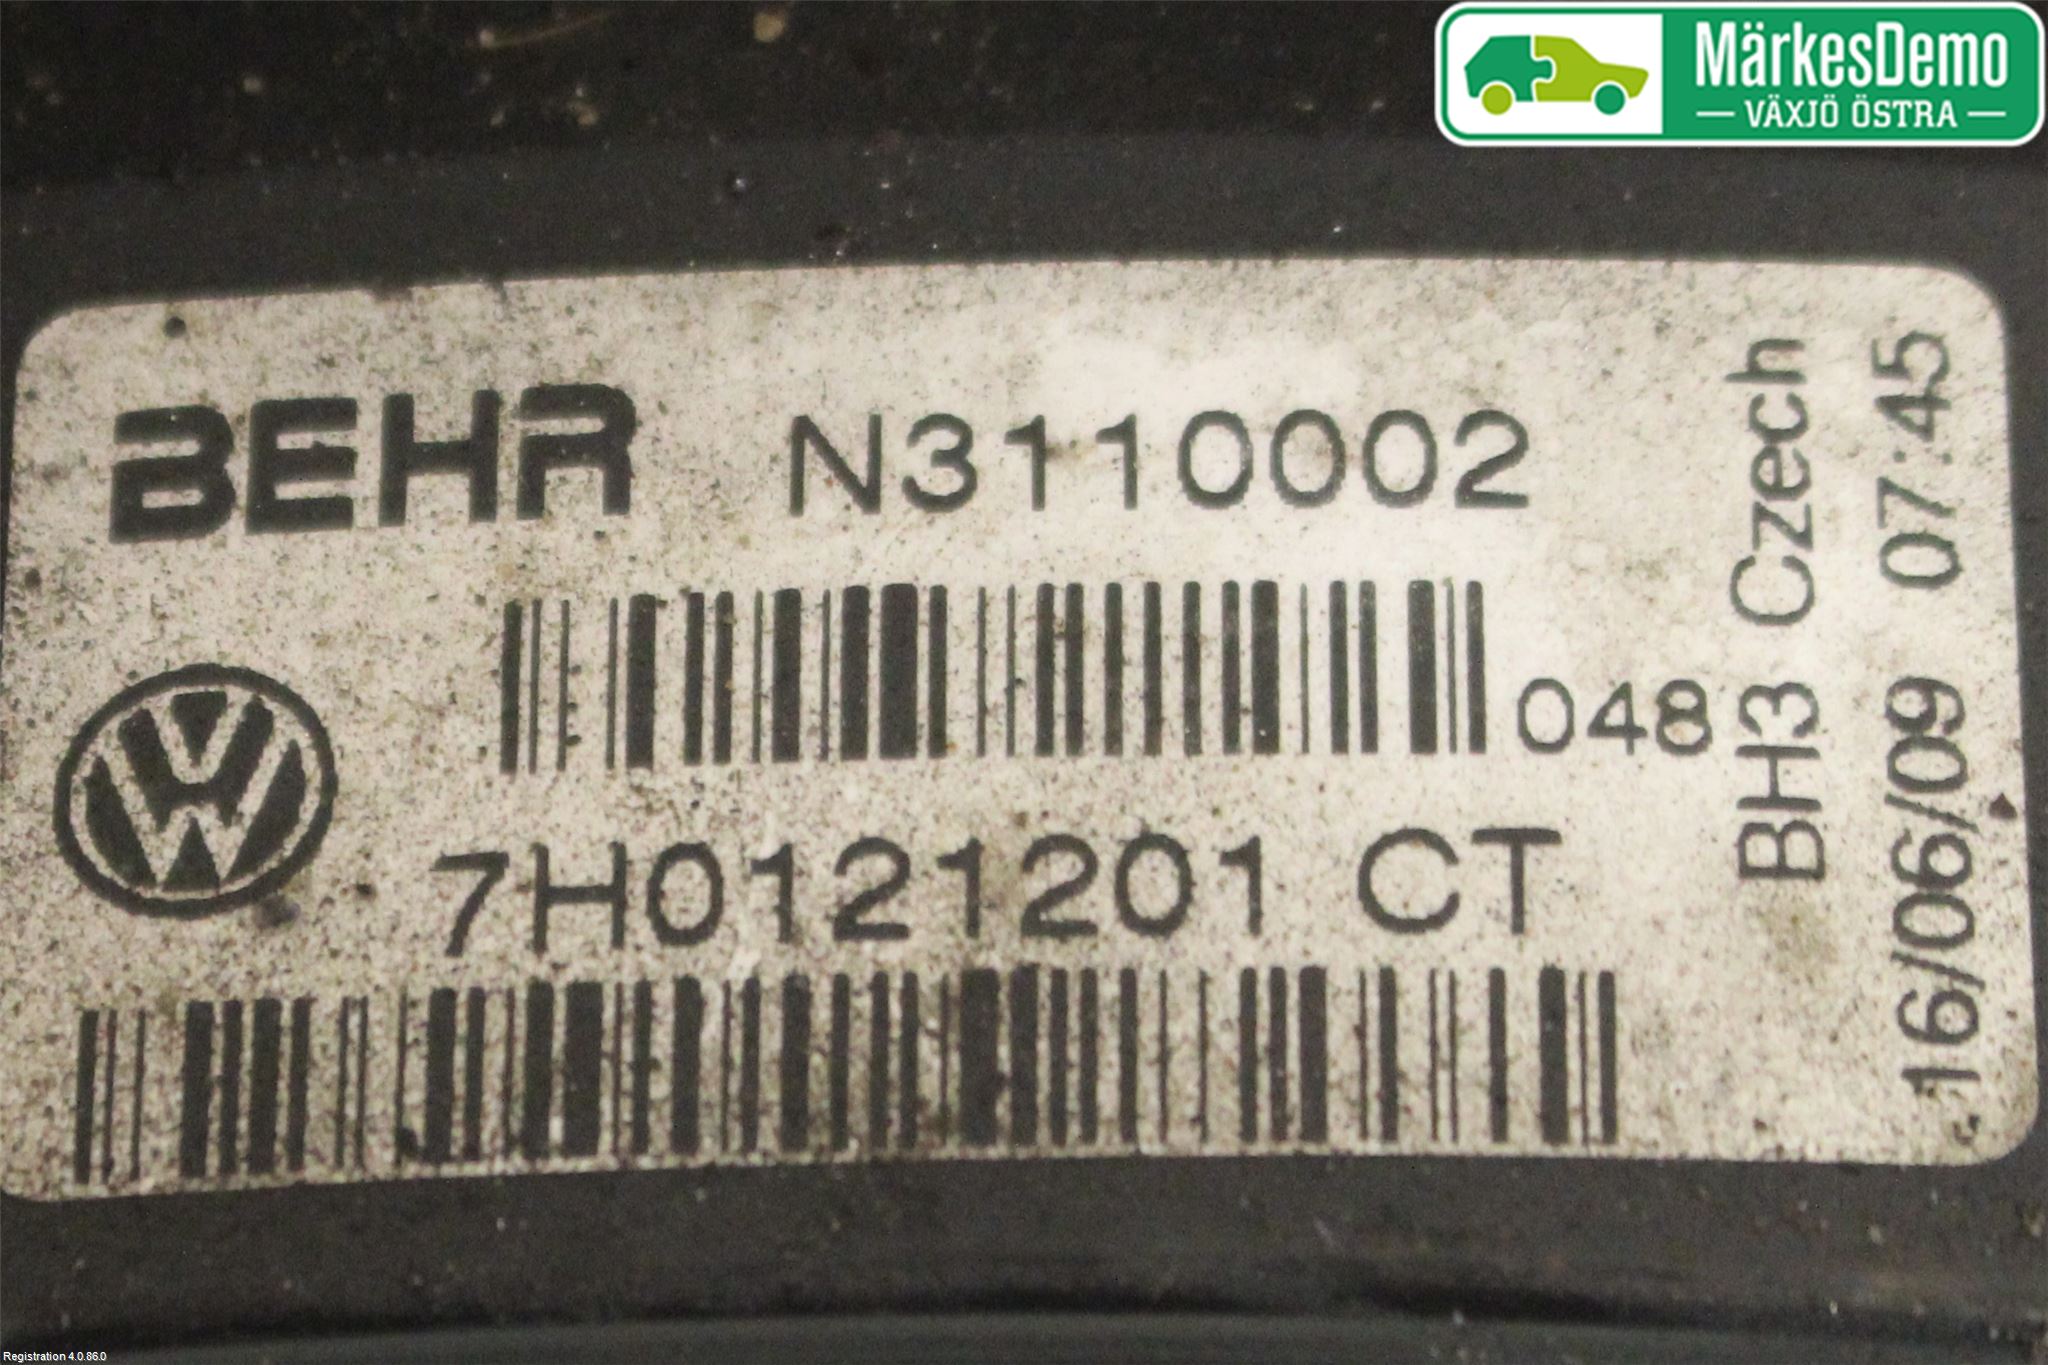 MärkesDemo
VÄXJÖ ÖSTRA
BEHR N3110002
048
7H0121201 CT
BH3 Czech
16/06/09 07:45
Registration 4.0.86.0